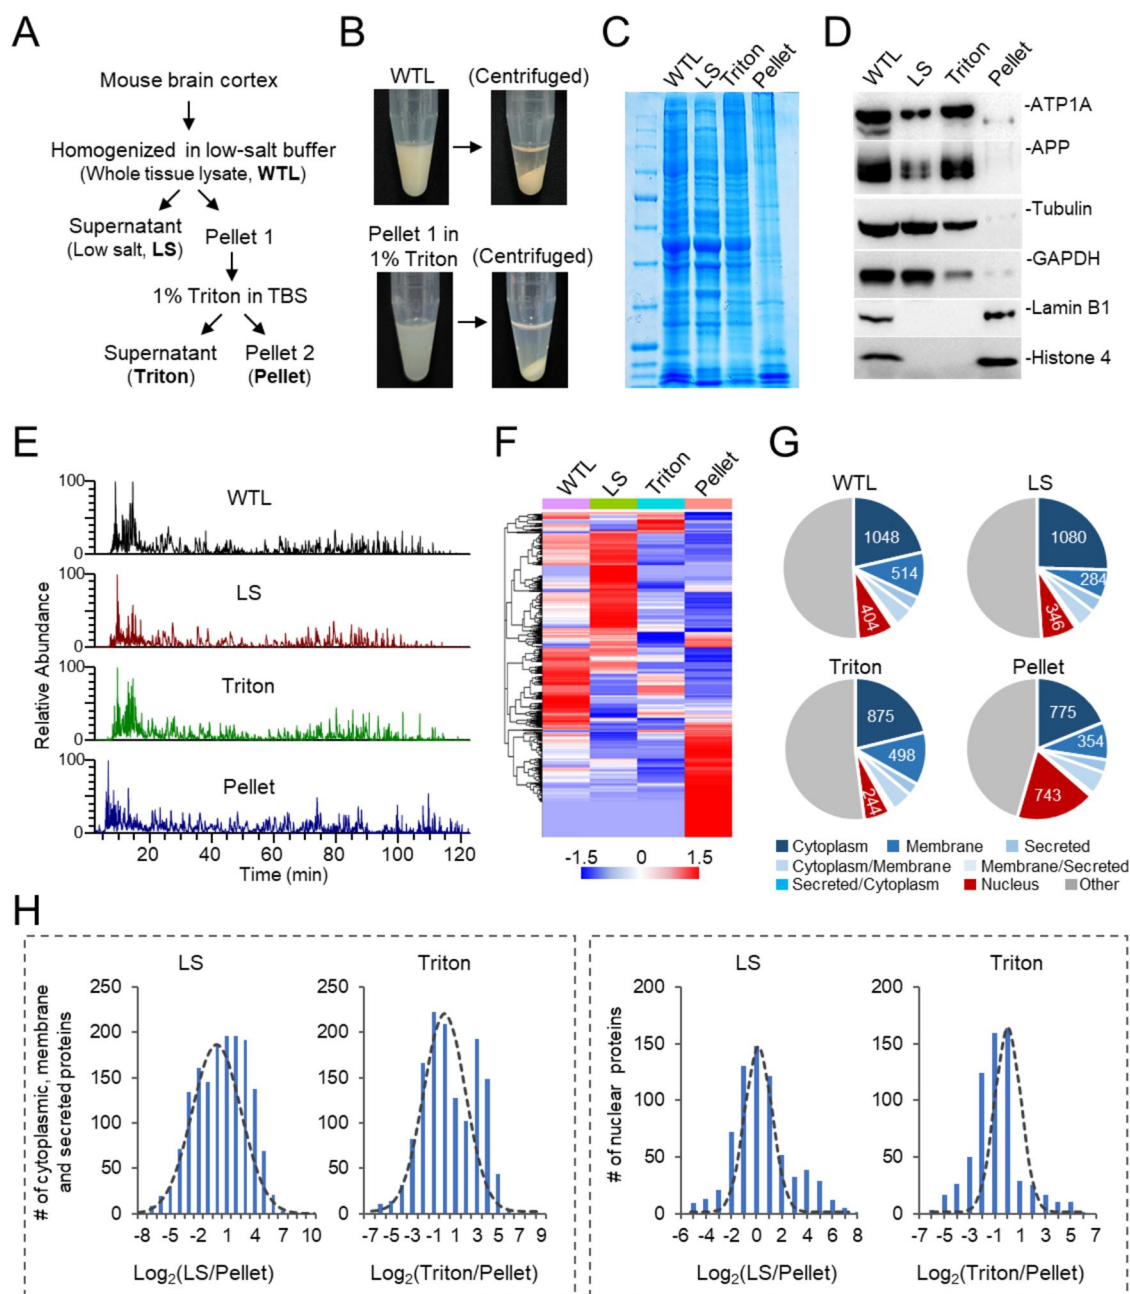 A
Mouse brain cortex
Homogenized in low-salt buffer
(Whole tissue lysate, WTL)
Supernatant
(Low salt, LS)
Pellet 1
1% Triton in TBS
Supernatant
(Triton)
Pellet 2
(Pellet)
B
WTL
(Centrifuged)
Pellet 1 in
1% Triton
(Centrifuged)
C
WTL
LS
Triton
Pellet
D
WTL
LS
Triton
Pellet
-ATP1A
-APP
-Tubulin
-GAPDH
-Lamin B1
-Histone 4
E
Relative Abundance
100
WTL
0
100
LS
0
100
Triton
0
100
Pellet
0
20 40 60 80 100 120
Time (min)
F
WTL
LS
Triton
Pellet
-1.5 0 1.5
G
WTL
1048
514
404
LS
1080
284
346
Triton
875
498
244
Pellet
775
354
743
Cytoplasm Membrane Secreted
Cytoplasm/Membrane Membrane/Secreted
Secreted/Cytoplasm Nucleus Other
H
# of cytoplasmic, membrane
and secreted proteins
LS
250
200
150
100
50
0
-8 -5 -2 1 4 7 10
Log2(LS/Pellet)
Triton
250
200
150
100
50
0
-7 -5 -3 -1 1 3 5 7 9
Log2(Triton/Pellet)
# of nuclear proteins
LS
200
150
100
50
0
-6 -4 -2 0 2 4 6 8
Log2(LS/Pellet)
Triton
200
150
100
50
0
-7 -5 -3 -1 1 3 5 7
Log2(Triton/Pellet)